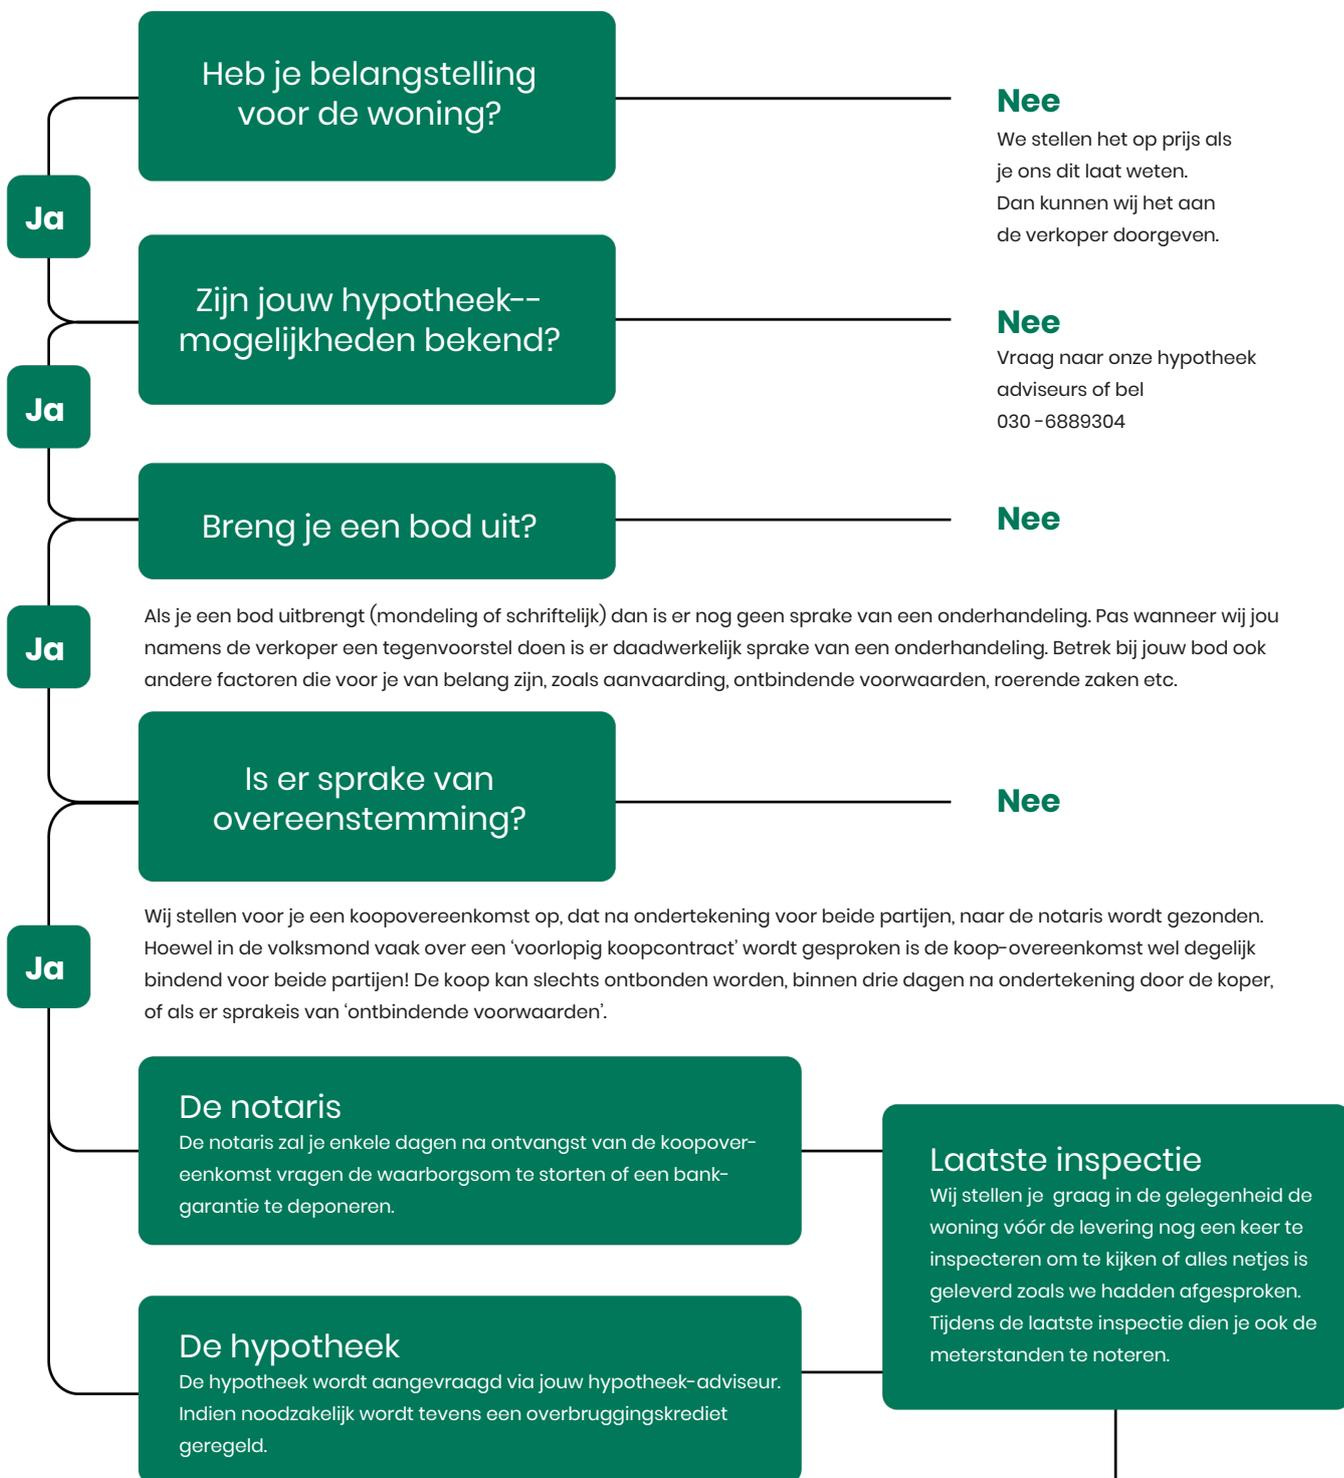 Heb je belangstelling
voor de woning?
Nee
We stellen het op prijs als
je ons dit laat weten.
Dan kunnen wij het aan
de verkoper doorgeven.
Ja
Zijn jouw hypotheek--
mogelijkheden bekend?
Nee
Vraag naar onze hypotheek
adviseurs of bel
030 -6889304
Ja
Breng je een bod uit?
Nee
Als je een bod uitbrengt (mondeling of schriftelijk) dan is er nog geen sprake van een onderhandeling. Pas wanneer wij jou
namens de verkoper een tegenvoorstel doen is er daadwerkelijk sprake van een onderhandeling. Betrek bij jouw bod ook
andere factoren die voor je van belang zijn, zoals aanvaarding, ontbindende voorwaarden, roerende zaken etc.
Ja
Is er sprake van
overeenstemming?
Nee
Wij stellen voor je een koopovereenkomst op, dat na ondertekening voor beide partijen, naar de notaris wordt gezonden.
Hoewel in de volksmond vaak over een ‘voorlopig koopcontract’ wordt gesproken is de koop-overeenkomst wel degelijk
bindend voor beide partijen! De koop kan slechts ontbonden worden, binnen drie dagen na ondertekening door de koper,
of als er sprakeis van ‘ontbindende voorwaarden’.
Ja
De notaris
De notaris zal je enkele dagen na ontvangst van de koopover-
eenkomst vragen de waarborgsom te storten of een bank-
garantie te deponeren.
Laatste inspectie
Wij stellen je  graag in de gelegenheid de
woning vóór de levering nog een keer te
inspecteren om te kijken of alles netjes is
geleverd zoals we hadden afgesproken.
Tijdens de laatste inspectie dien je ook de
meterstanden te noteren.
De hypotheek
De hypotheek wordt aangevraagd via jouw hypotheek-adviseur.
Indien noodzakelijk wordt tevens een overbruggingskrediet
geregeld.